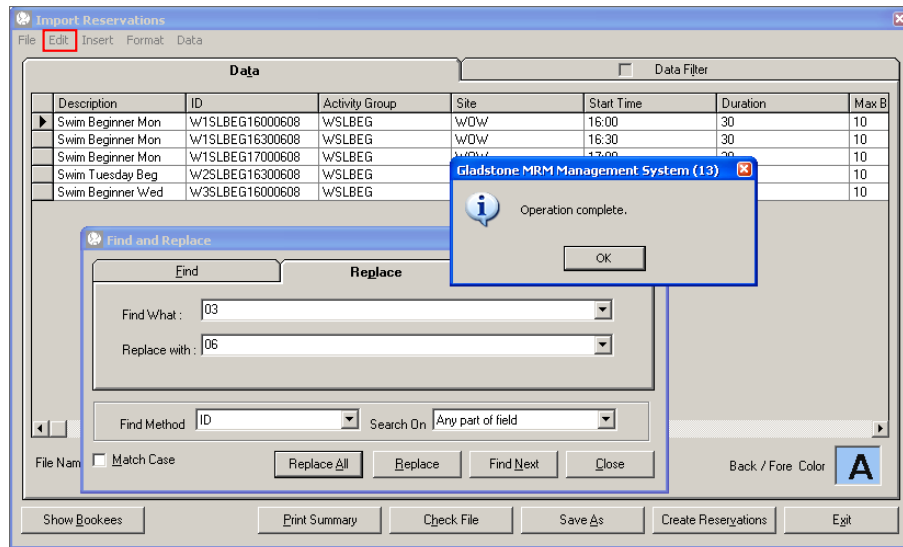 Import Reservations
File Edit Insert Format Data
Data Data Filter
Description ID Activity Group Site Start Time Duration Max B
Swim Beginner Mon W1SLBEG16000608 WSLBEG WOW 16:00 30 10
Swim Beginner Mon W1SLBEG16300608 WSLBEG WOW 16:30 30 10
Swim Beginner Mon W1SLBEG17000608 WSLBEG WOW 17:00 30 10
Swim Tuesday Beg W2SLBEG16300608 WSLBEG 10
Swim Beginner Wed W3SLBEG16000608 WSLBEG 10
Gladstone MRM Management System (13)
Operation complete.
OK
Find and Replace
Find Replace
Find What : 03
Replace with : 06
Find Method ID Search On Any part of field
Match Case
Replace All Replace Find Next Close
File Nam
Back / Fore Color A
Show Bookees Print Summary Check File Save As Create Reservations Exit